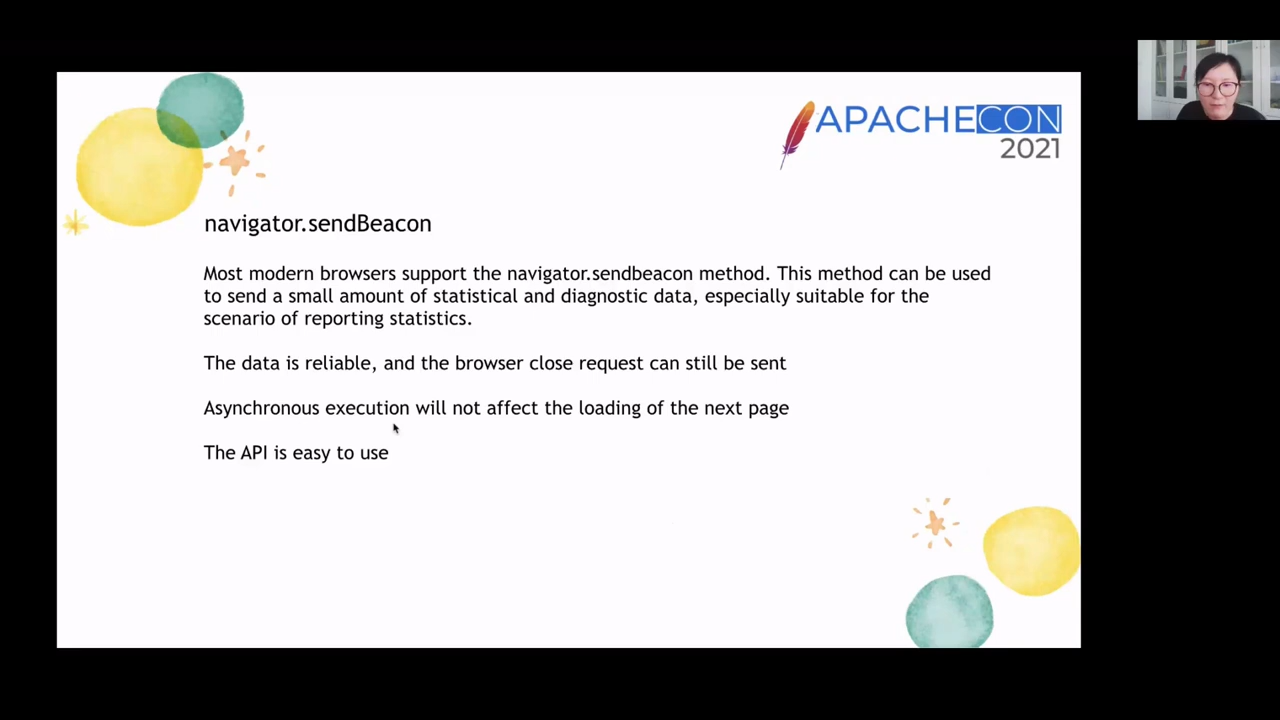 APACHECON
2021
navigator.sendBeacon
Most modern browsers support the navigator.sendbeacon method. This method can be used
to send a small amount of statistical and diagnostic data, especially suitable for the
scenario of reporting statistics.
The data is reliable, and the browser close request can still be sent
Asynchronous execution will not affect the loading of the next page
The API is easy to use